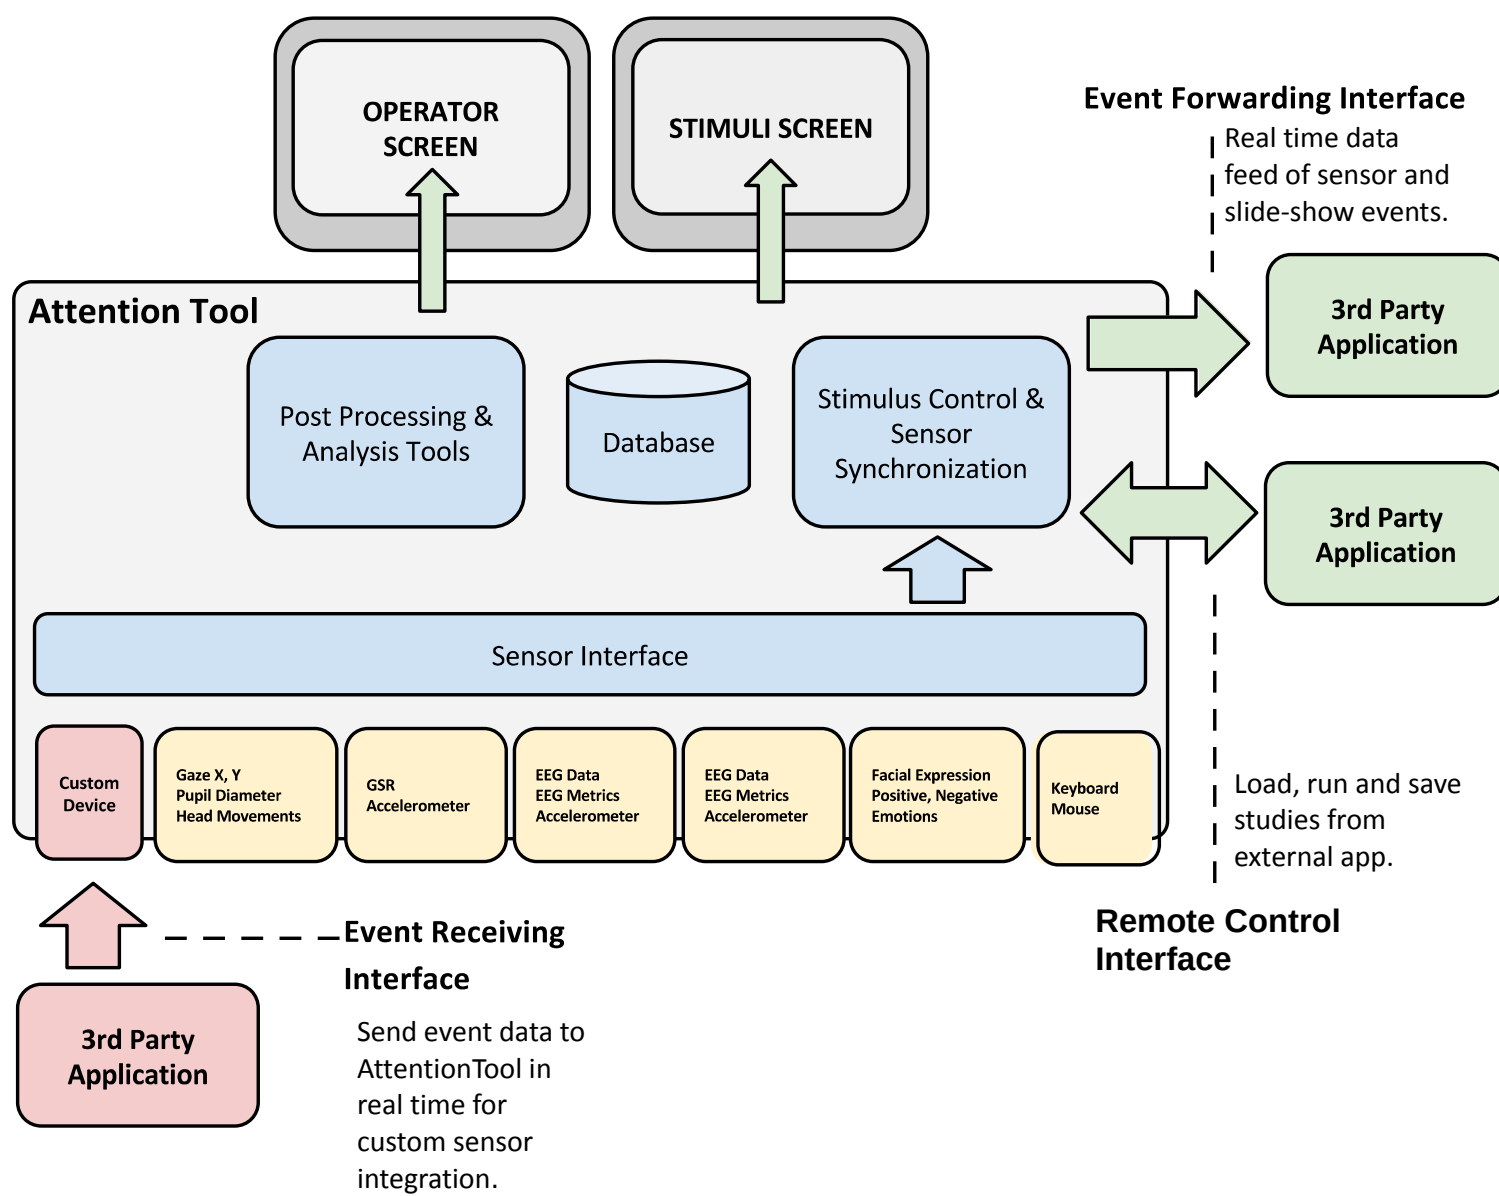 OPERATOR
SCREEN
STIMULI SCREEN
Event Forwarding Interface
Real time data
feed of sensor and
slide-show events.
Attention Tool
3rd Party
Application
Post Processing &
Analysis Tools
Database
Stimulus Control &
Sensor
Synchronization
3rd Party
Application
Sensor Interface
Custom
Device
Gaze X, Y
Pupil Diameter
Head Movements
GSR
Accelerometer
EEG Data
EEG Metrics
Accelerometer
EEG Data
EEG Metrics
Accelerometer
Facial Expression
Positive, Negative
Emotions
Keyboard
Mouse
Load, run and save
studies from
external app.
Remote Control
Interface
Event Receiving
Interface
3rd Party
Application
Send event data to
AttentionTool in
real time for
custom sensor
integration.